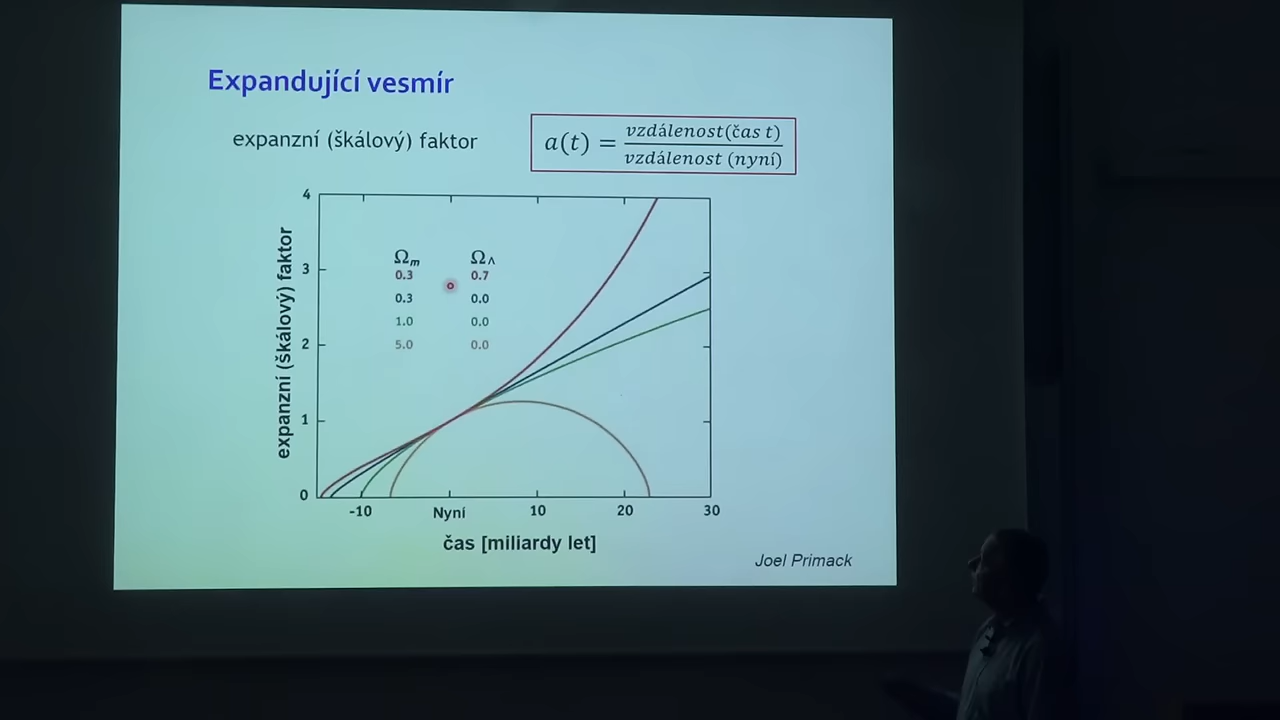 Expandující vesmír
expanzní (škálový) faktor
a(t) = vzdálenost(čas t)
vzdálenost (nyní)
4
3
2
1
0
expanzní (škálový) faktor
Ωm ΩΛ
0.3 0.7
0.3 0.0
1.0 0.0
5.0 0.0
-10 Nyní 10 20 30
čas [miliardy let]
Joel Primack